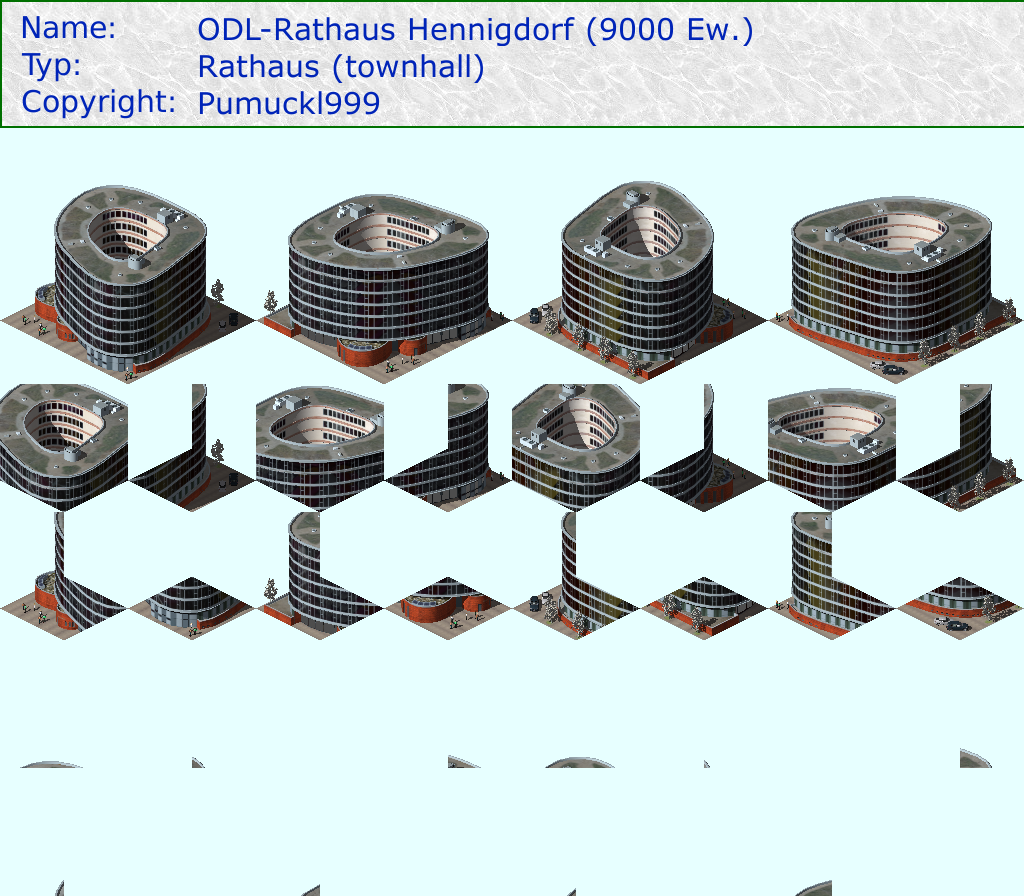 Name: ODL-Rathaus Hennigdorf (9000 Ew.)
Typ: Rathaus (townhall)
Copyright: Pumuckl999